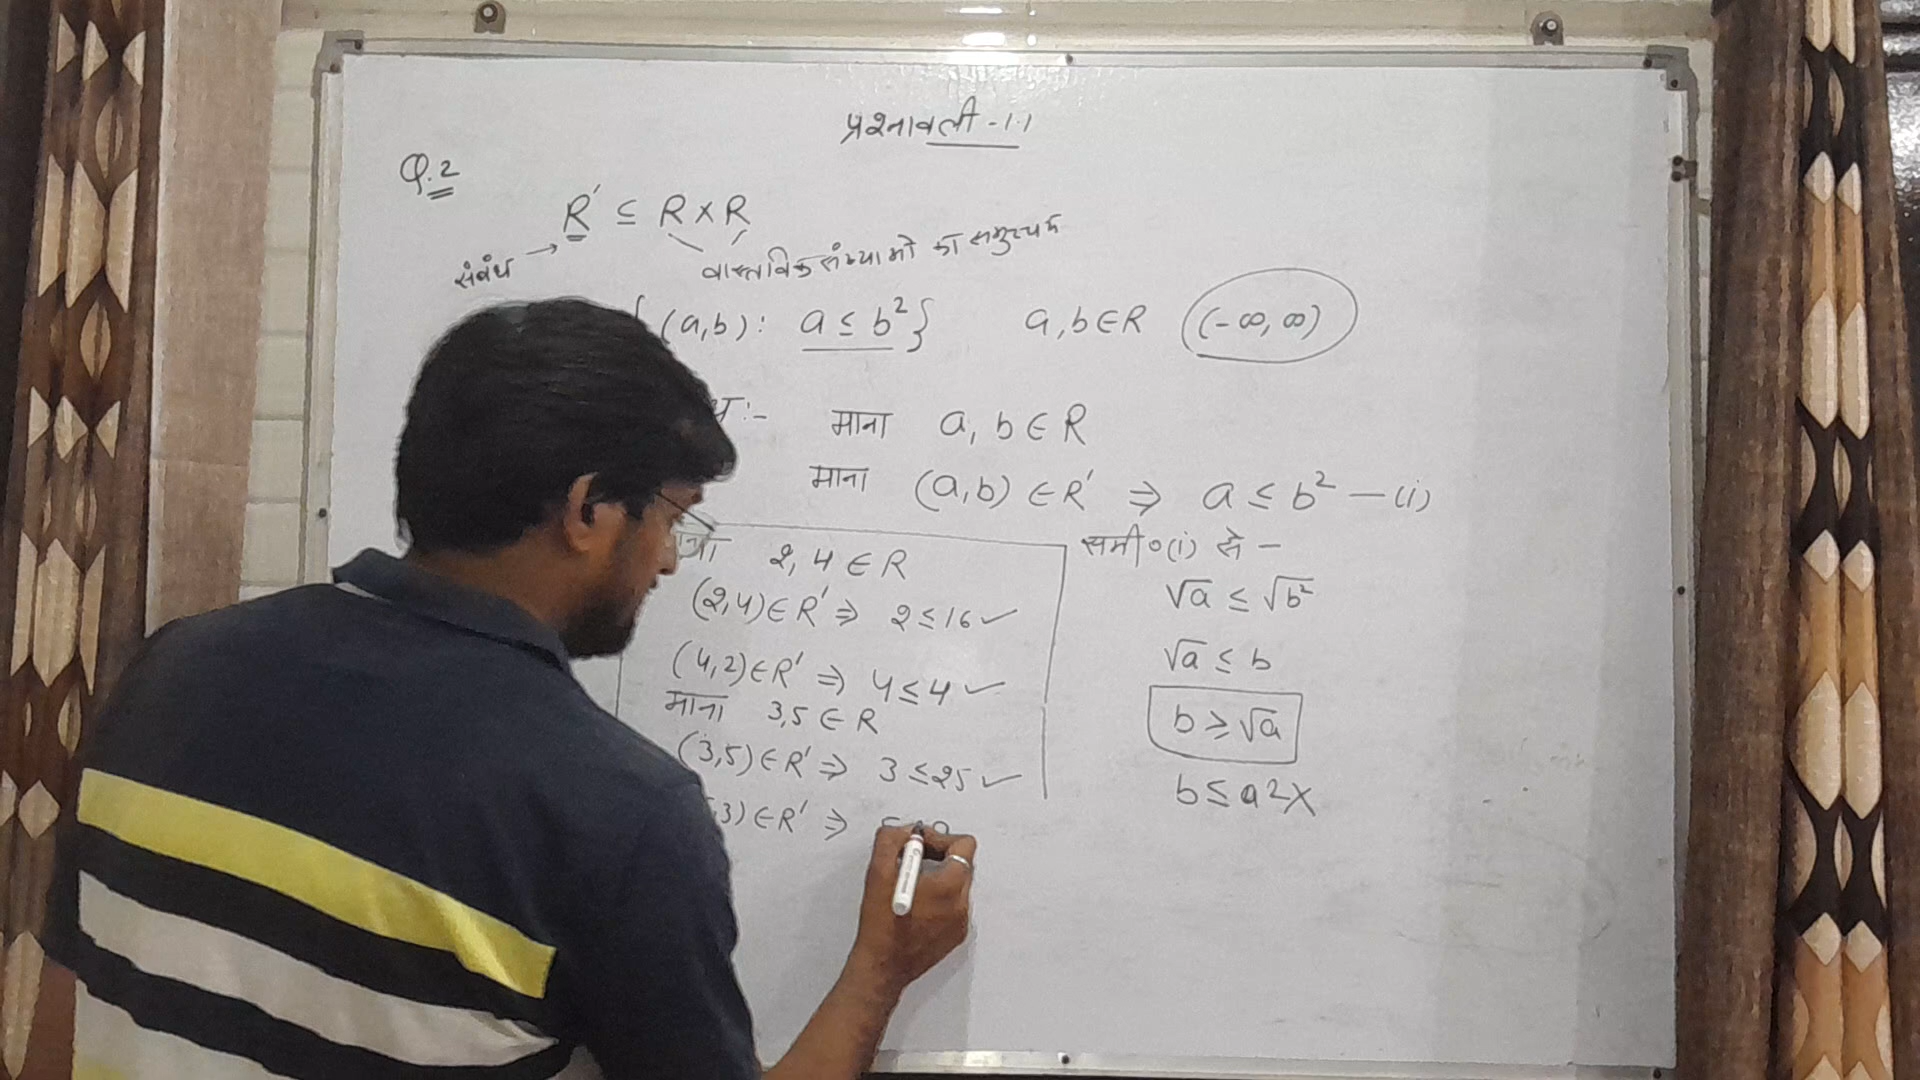 प्रश्नावली - 1.1
Q.2
R' ⊆ R × R
संबंध → वास्तविक संख्याओं का समुच्चय
{(a,b) : a ≤ b²} a, b ∈ R (-∞, ∞)
:- माना a, b ∈ R
माना (a,b) ∈ R' ⇒ a ≤ b² — (i)
2, 4 ∈ R
(2,4) ∈ R' ⇒ 2 ≤ 16 ✓
(4,2) ∈ R' ⇒ 4 ≤ 4 ✓
माना 3,5 ∈ R
(3,5) ∈ R' ⇒ 3 ≤ 25 ✓
3) ∈ R' ⇒
समी०(i) से -
√a ≤ √b²
√a ≤ b
b ≥ √a
b ≤ a2 X